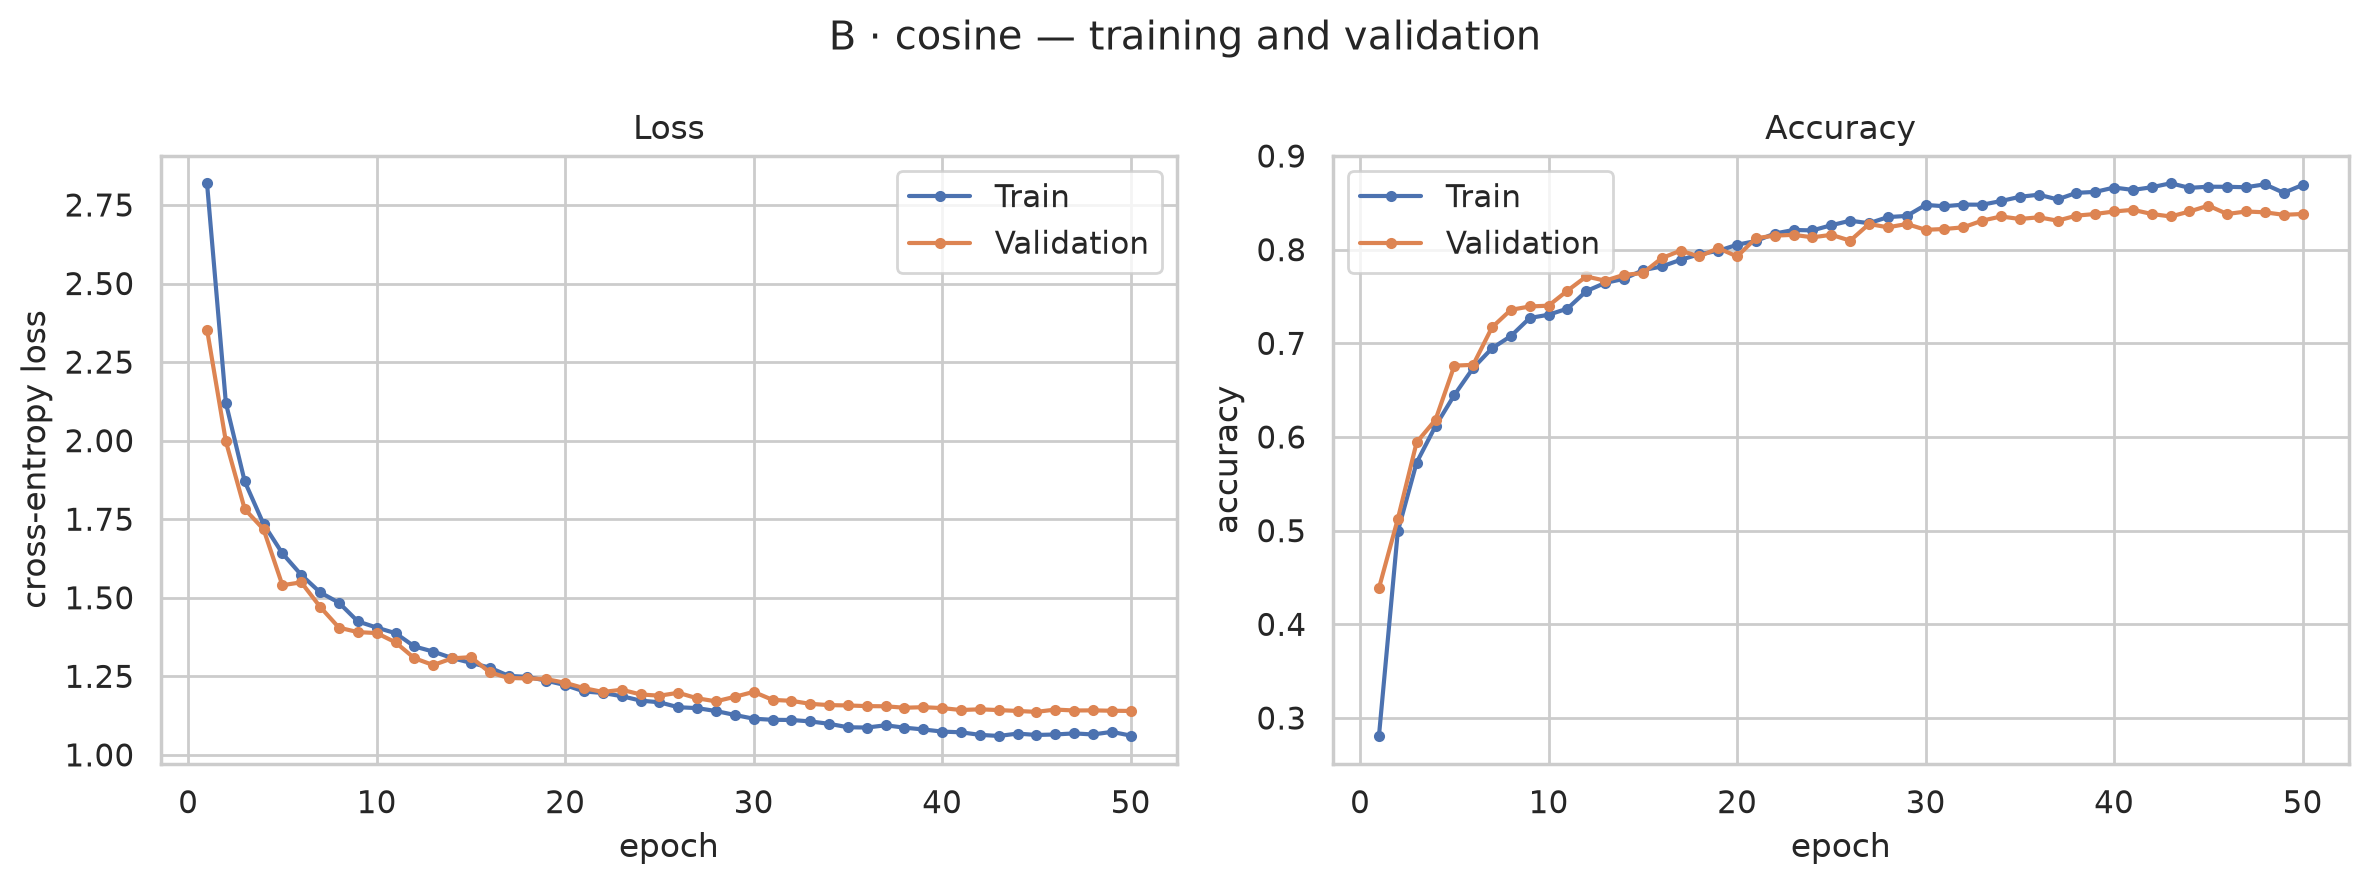 B · cosine — training and validation
Loss
cross-entropy loss
2.75
2.50
2.25
2.00
1.75
1.50
1.25
1.00
0 10 20 30 40 50
epoch
Train
Validation
Accuracy
accuracy
0.9
0.8
0.7
0.6
0.5
0.4
0.3
0 10 20 30 40 50
epoch
Train
Validation